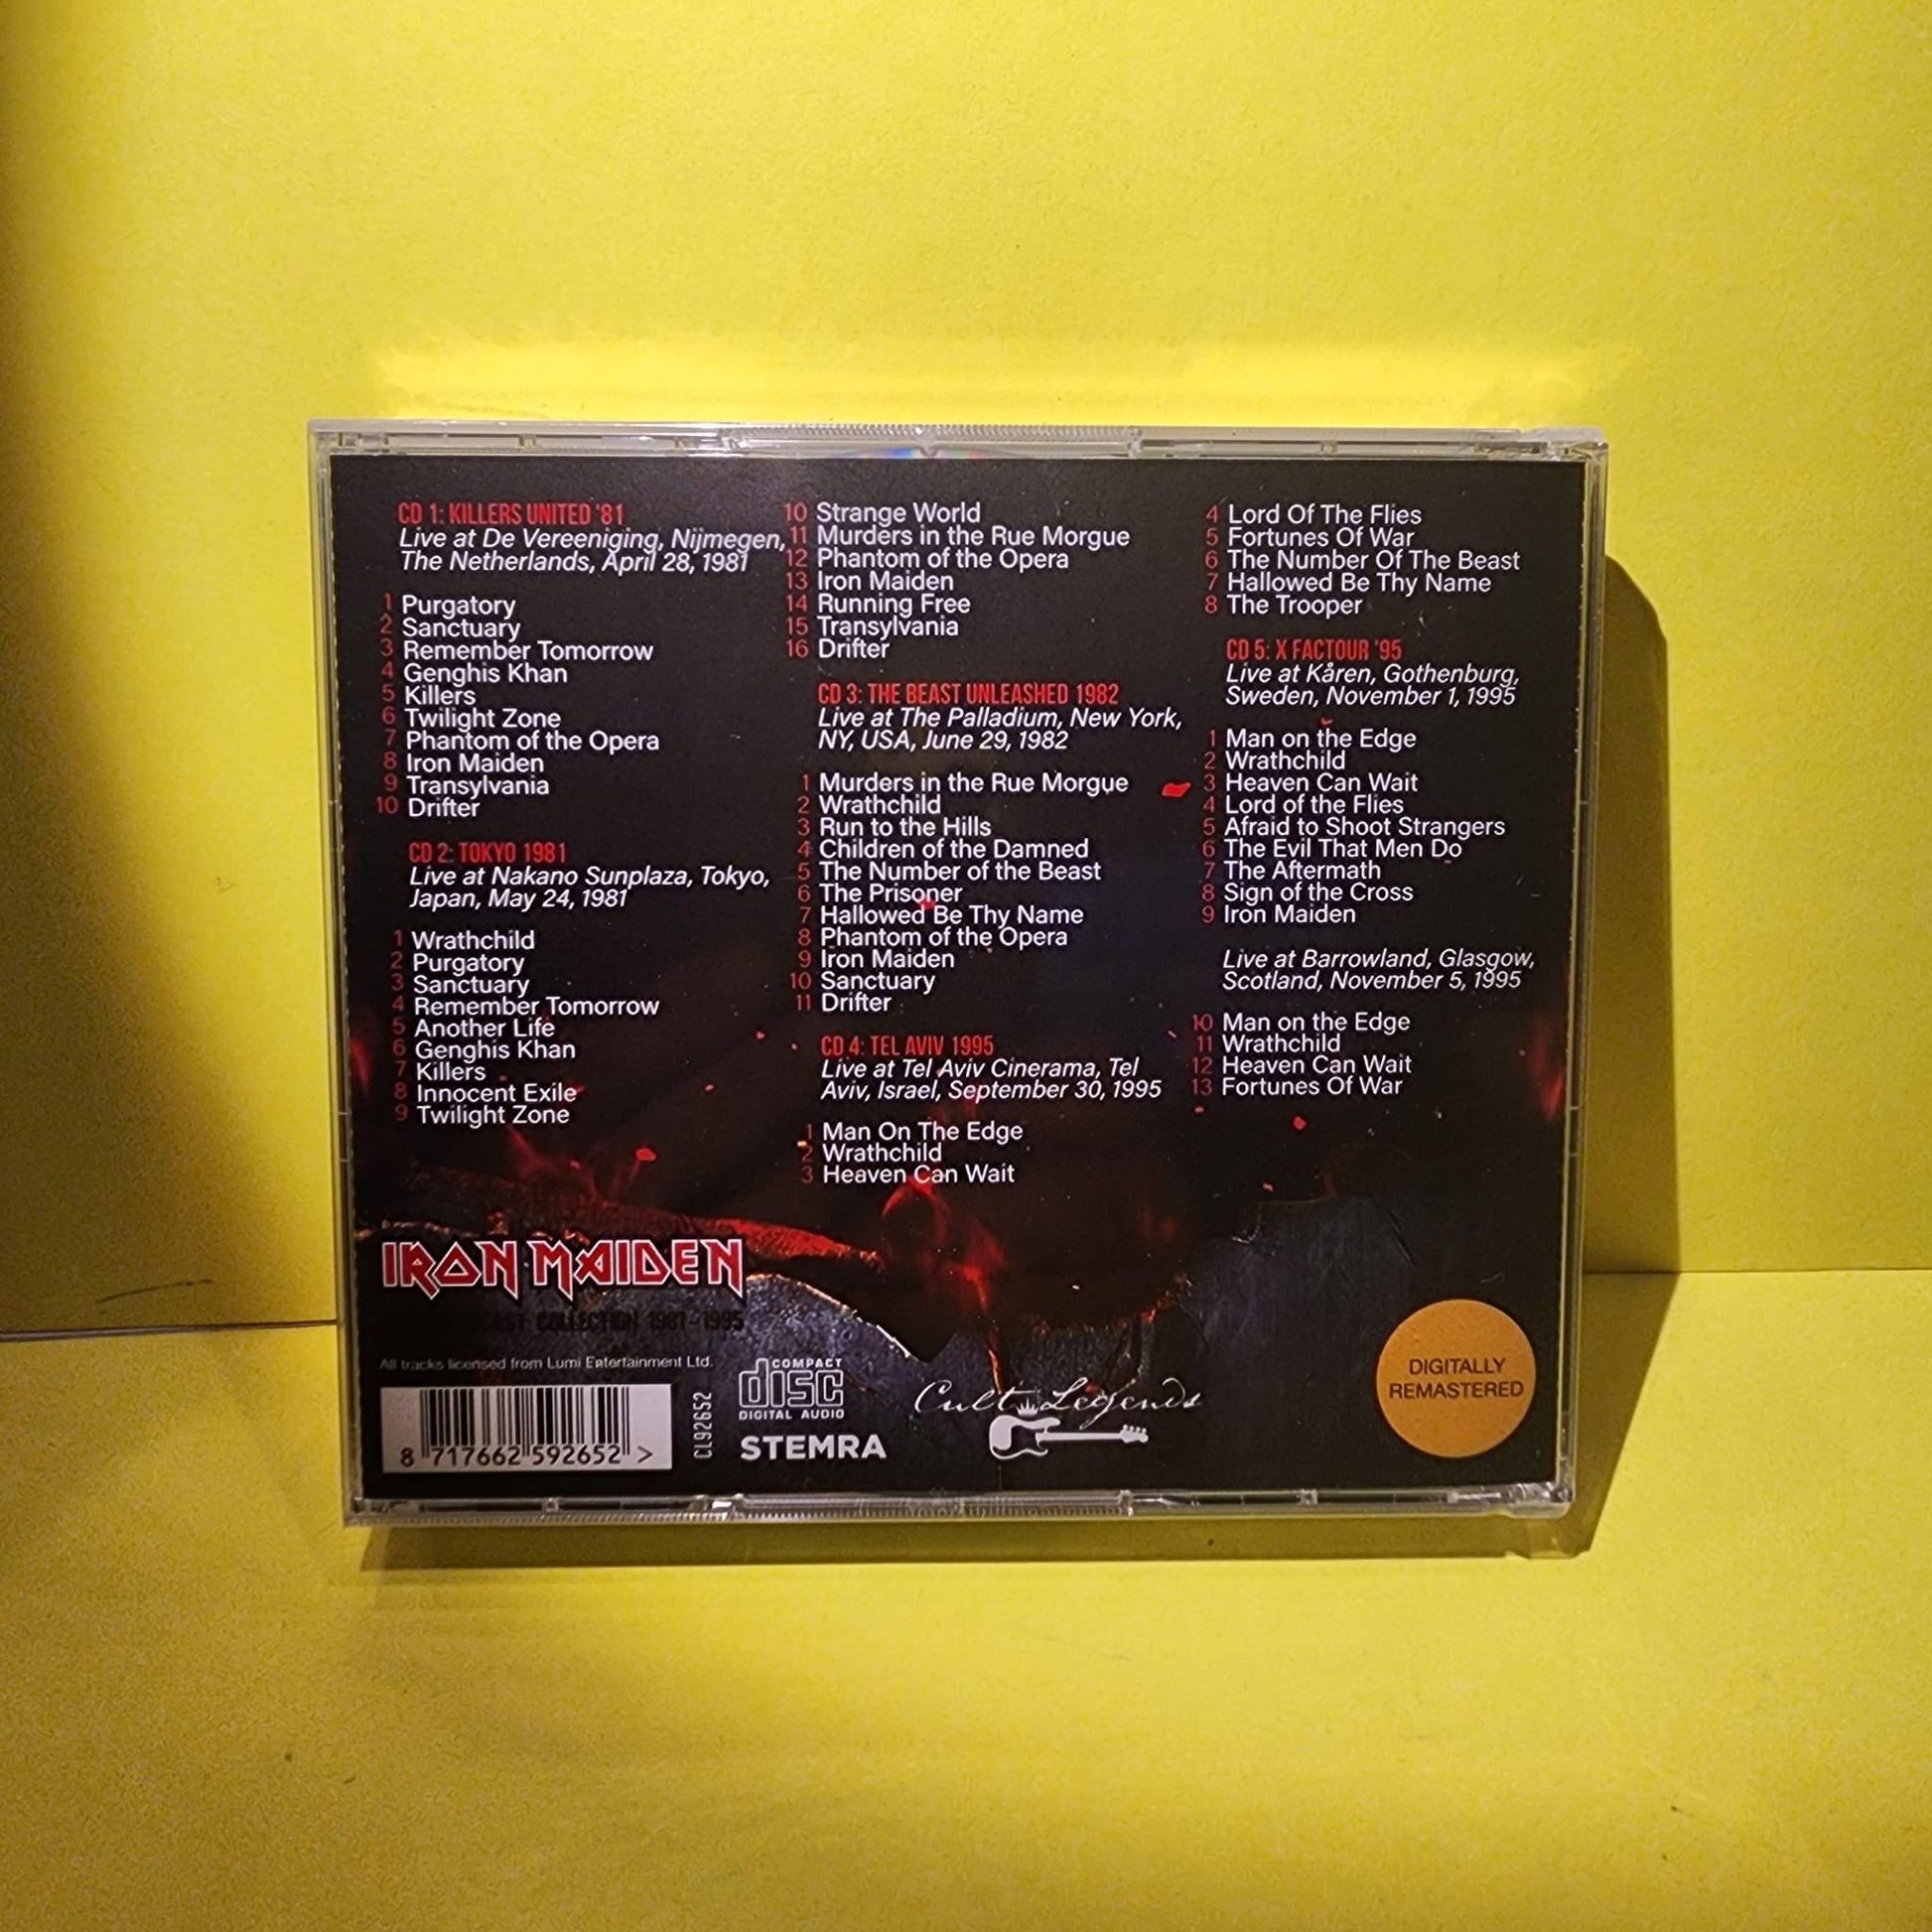 CD 1: KILLERS UNITED '81
Live at De Vereeniging, Nijmegen,
The Netherlands, April 28, 1981
1 Purgatory
2 Sanctuary
3 Remember Tomorrow
4 Genghis Khan
5 Killers
6 Twilight Zone
7 Phantom of the Opera
8 Iron Maiden
9 Transylvania
10 Drifter
CD 2: TOKYO 1981
Live at Nakano Sunplaza, Tokyo,
Japan, May 24, 1981
1 Wrathchild
2 Purgatory
3 Sanctuary
4 Remember Tomorrow
5 Another Life
6 Genghis Khan
7 Killers
8 Innocent Exile
9 Twilight Zone
10 Strange World
11 Murders in the Rue Morgue
12 Phantom of the Opera
13 Iron Maiden
14 Running Free
15 Transylvania
16 Drifter
CD 3: THE BEAST UNLEASHED 1982
Live at The Palladium, New York,
NY, USA, June 29, 1982
1 Murders in the Rue Morgue
2 Wrathchild
3 Run to the Hills
4 Children of the Damned
5 The Number of the Beast
6 The Prisoner
7 Hallowed Be Thy Name
8 Phantom of the Opera
9 Iron Maiden
10 Sanctuary
11 Drifter
CD 4: TEL AVIV 1995
Live at Tel Aviv Cinerama, Tel
Aviv, Israel, September 30, 1995
1 Man On The Edge
2 Wrathchild
3 Heaven Can Wait
4 Lord Of The Flies
5 Fortunes Of War
6 The Number Of The Beast
7 Hallowed Be Thy Name
8 The Trooper
CD 5: X FACTOUR '95
Live at Kåren, Gothenburg,
Sweden, November 1, 1995
1 Man on the Edge
2 Wrathchild
3 Heaven Can Wait
4 Lord of the Flies
5 Afraid to Shoot Strangers
6 The Evil That Men Do
7 The Aftermath
8 Sign of the Cross
9 Iron Maiden
Live at Barrowland, Glasgow,
Scotland, November 5, 1995
10 Man on the Edge
11 Wrathchild
12 Heaven Can Wait
13 Fortunes Of War
IRON MAIDEN
COLLECTION 1981-1995
All tracks licensed from Lumi Entertainment Ltd.
8 717662 592652 >
CL92652
COMPACT
disc
DIGITAL AUDIO
STEMRA
Cult Legends
DIGITALLY
REMASTERED